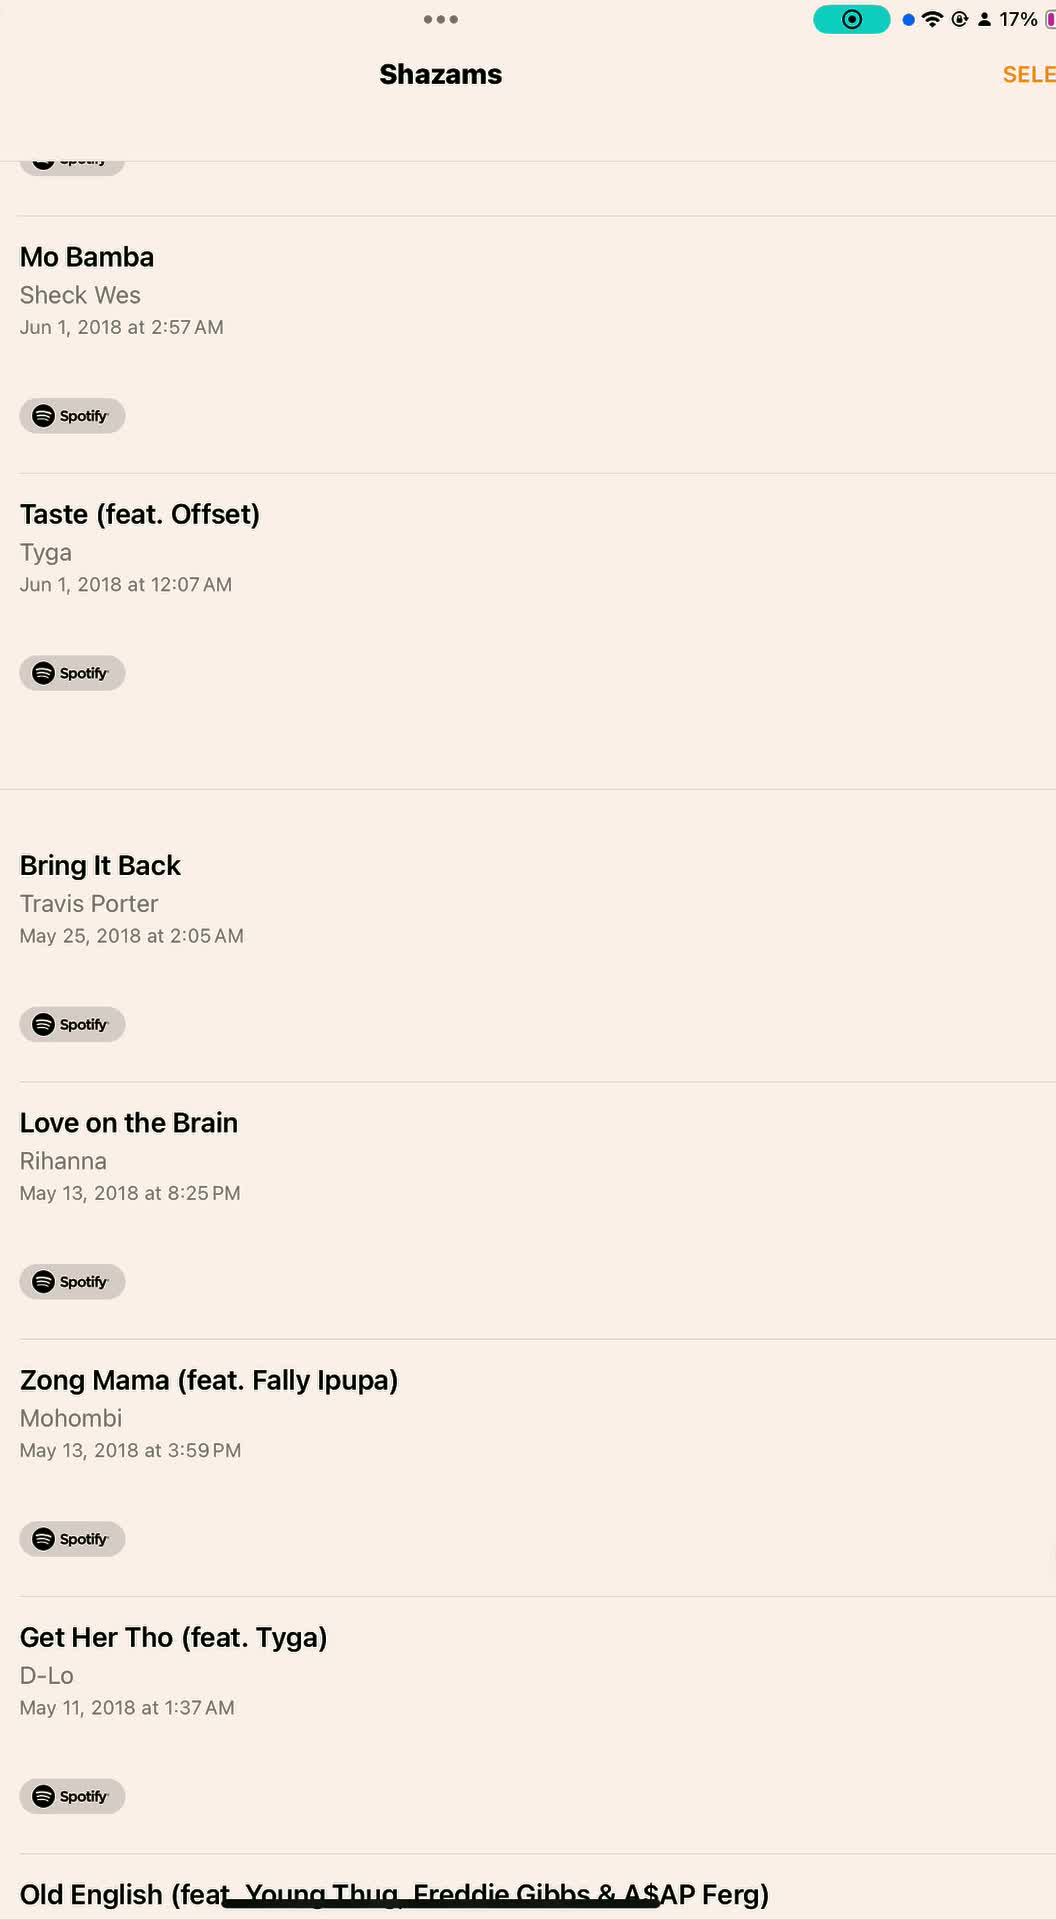 17%
Shazams
SELE
Spotify
Mo Bamba
Sheck Wes
Jun 1, 2018 at 2:57 AM
Spotify
Taste (feat. Offset)
Tyga
Jun 1, 2018 at 12:07 AM
Spotify
Bring It Back
Travis Porter
May 25, 2018 at 2:05 AM
Spotify
Love on the Brain
Rihanna
May 13, 2018 at 8:25 PM
Spotify
Zong Mama (feat. Fally Ipupa)
Mohombi
May 13, 2018 at 3:59 PM
Spotify
Get Her Tho (feat. Tyga)
D-Lo
May 11, 2018 at 1:37 AM
Spotify
Old English (feat. Young Thug, Freddie Gibbs & A$AP Ferg)